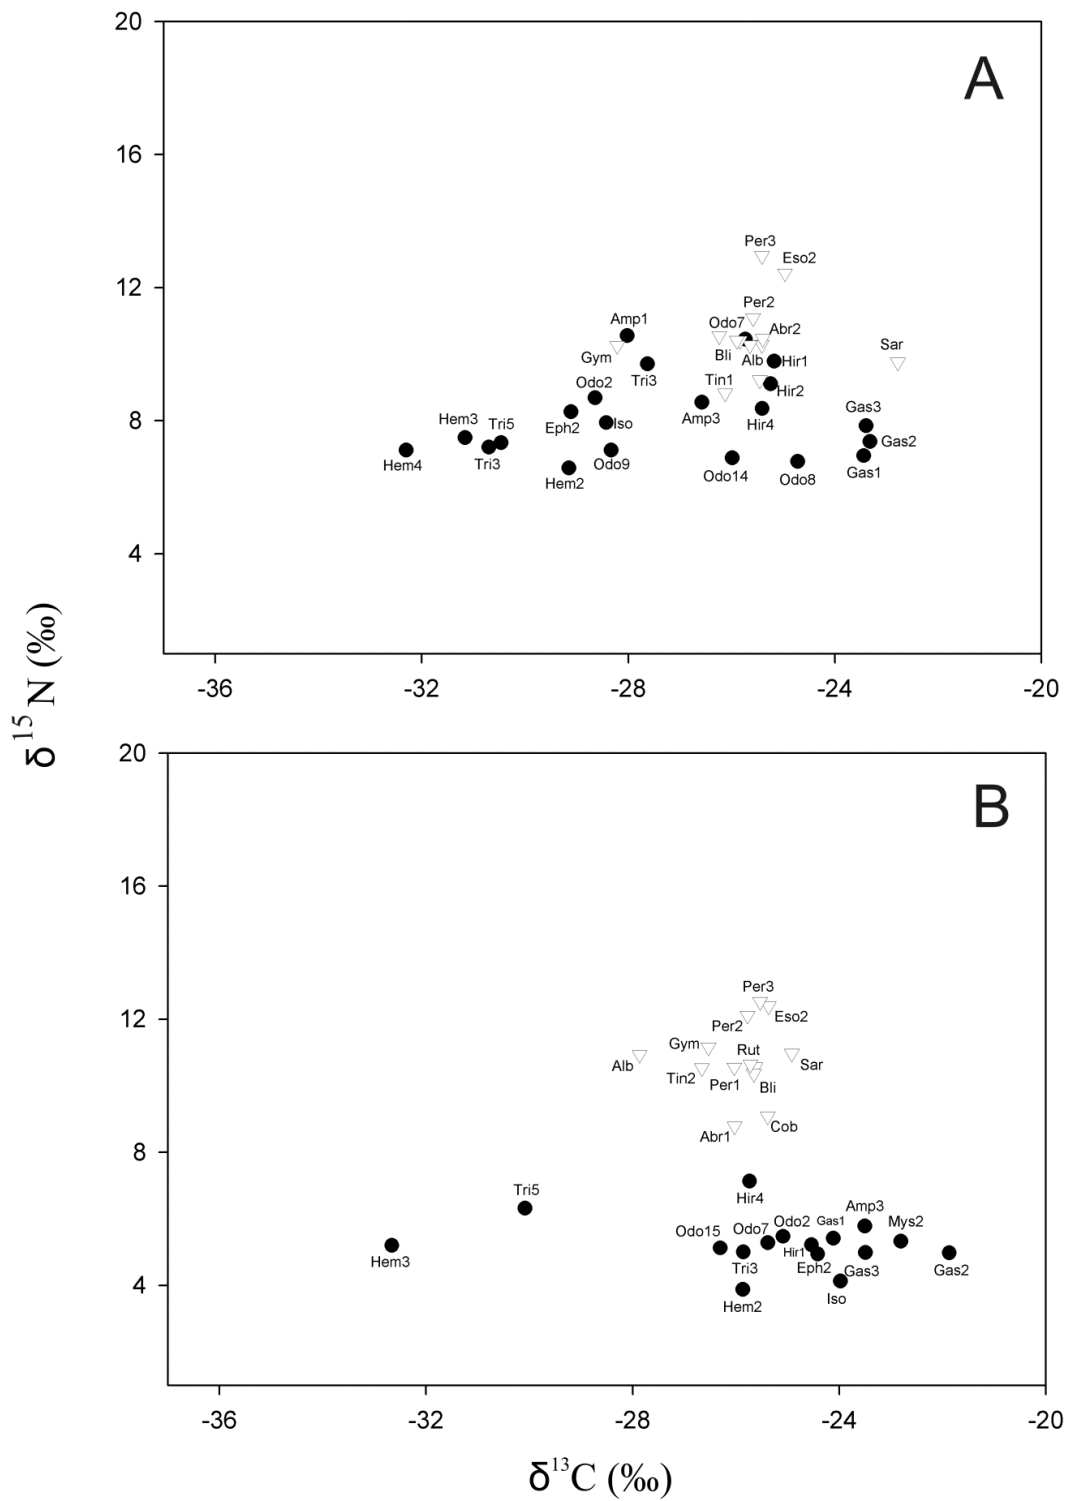 20
A
16
Per3
Eso2
12
Per2
Amp1
Odo7
Abr2
Sar
Gym
Bli
Alb
Hir1
Tri3
Tin1
Odo2
Hir2
Gas3
Hem3
Tri5
Amp3
8
Eph2
Iso
Hir4
Gas2
Hem4
Tri3
Odo9
Gas1
Hem2
Odo14
Odo8
4
-36 -32 -28 -24 -20
δ15 N (‰)
20
B
16
Per3
12
Per2
Eso2
Gym
Rut
Alb
Sar
Tin2
Per1
Bli
Abr1
Cob
8
Tri5
Hir4
Amp3
Odo15
Odo7
Odo2
Gas1
Mys2
Hem3
Tri3
Hir1
Eph2
Gas3
Gas2
4
Hem2
Iso
-36 -32 -28 -24 -20
δ13C (‰)